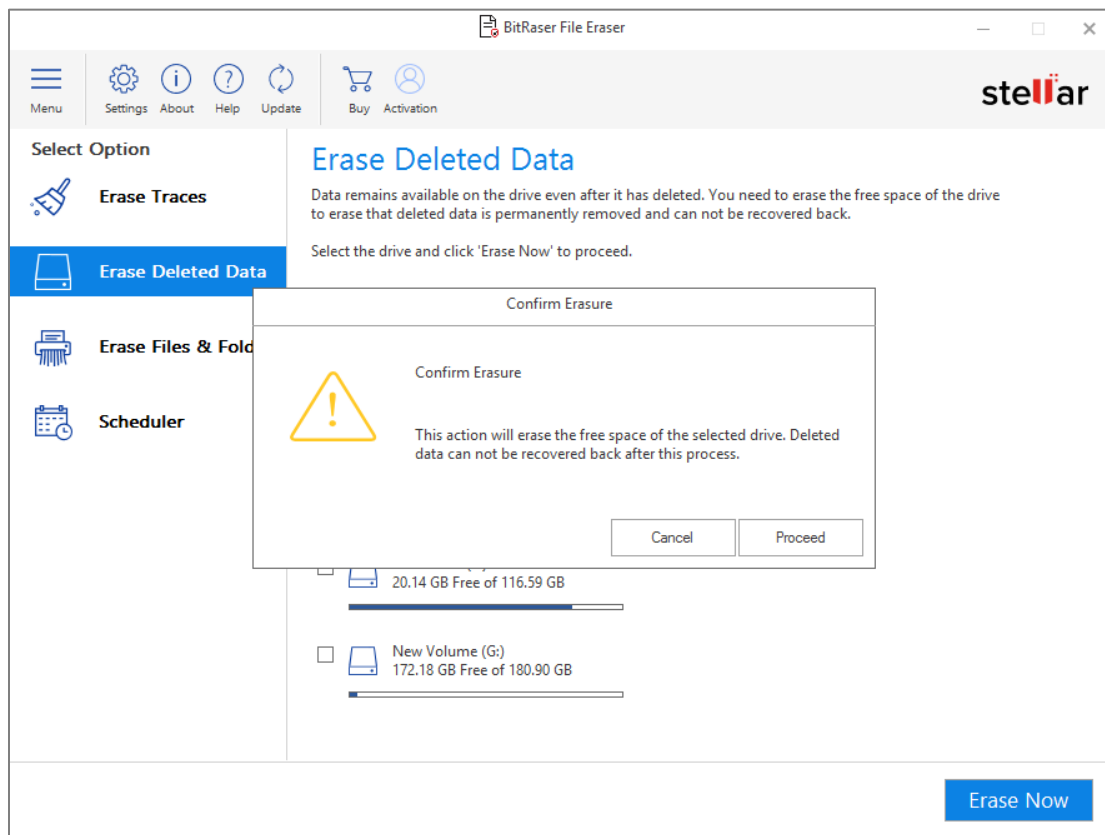 BitRaser File Eraser
Menu
Settings
About
Help
Update
Buy
Activation
stellar
Select Option
Erase Traces
Erase Deleted Data
Erase Files & Fold
Scheduler
Erase Deleted Data
Data remains available on the drive even after it has deleted. You need to erase the free space of the drive
to erase that deleted data is permanently removed and can not be recovered back.
Select the drive and click 'Erase Now' to proceed.
Confirm Erasure
Confirm Erasure
This action will erase the free space of the selected drive. Deleted
data can not be recovered back after this process.
Cancel
Proceed
20.14 GB Free of 116.59 GB
New Volume (G:)
172.18 GB Free of 180.90 GB
Erase Now